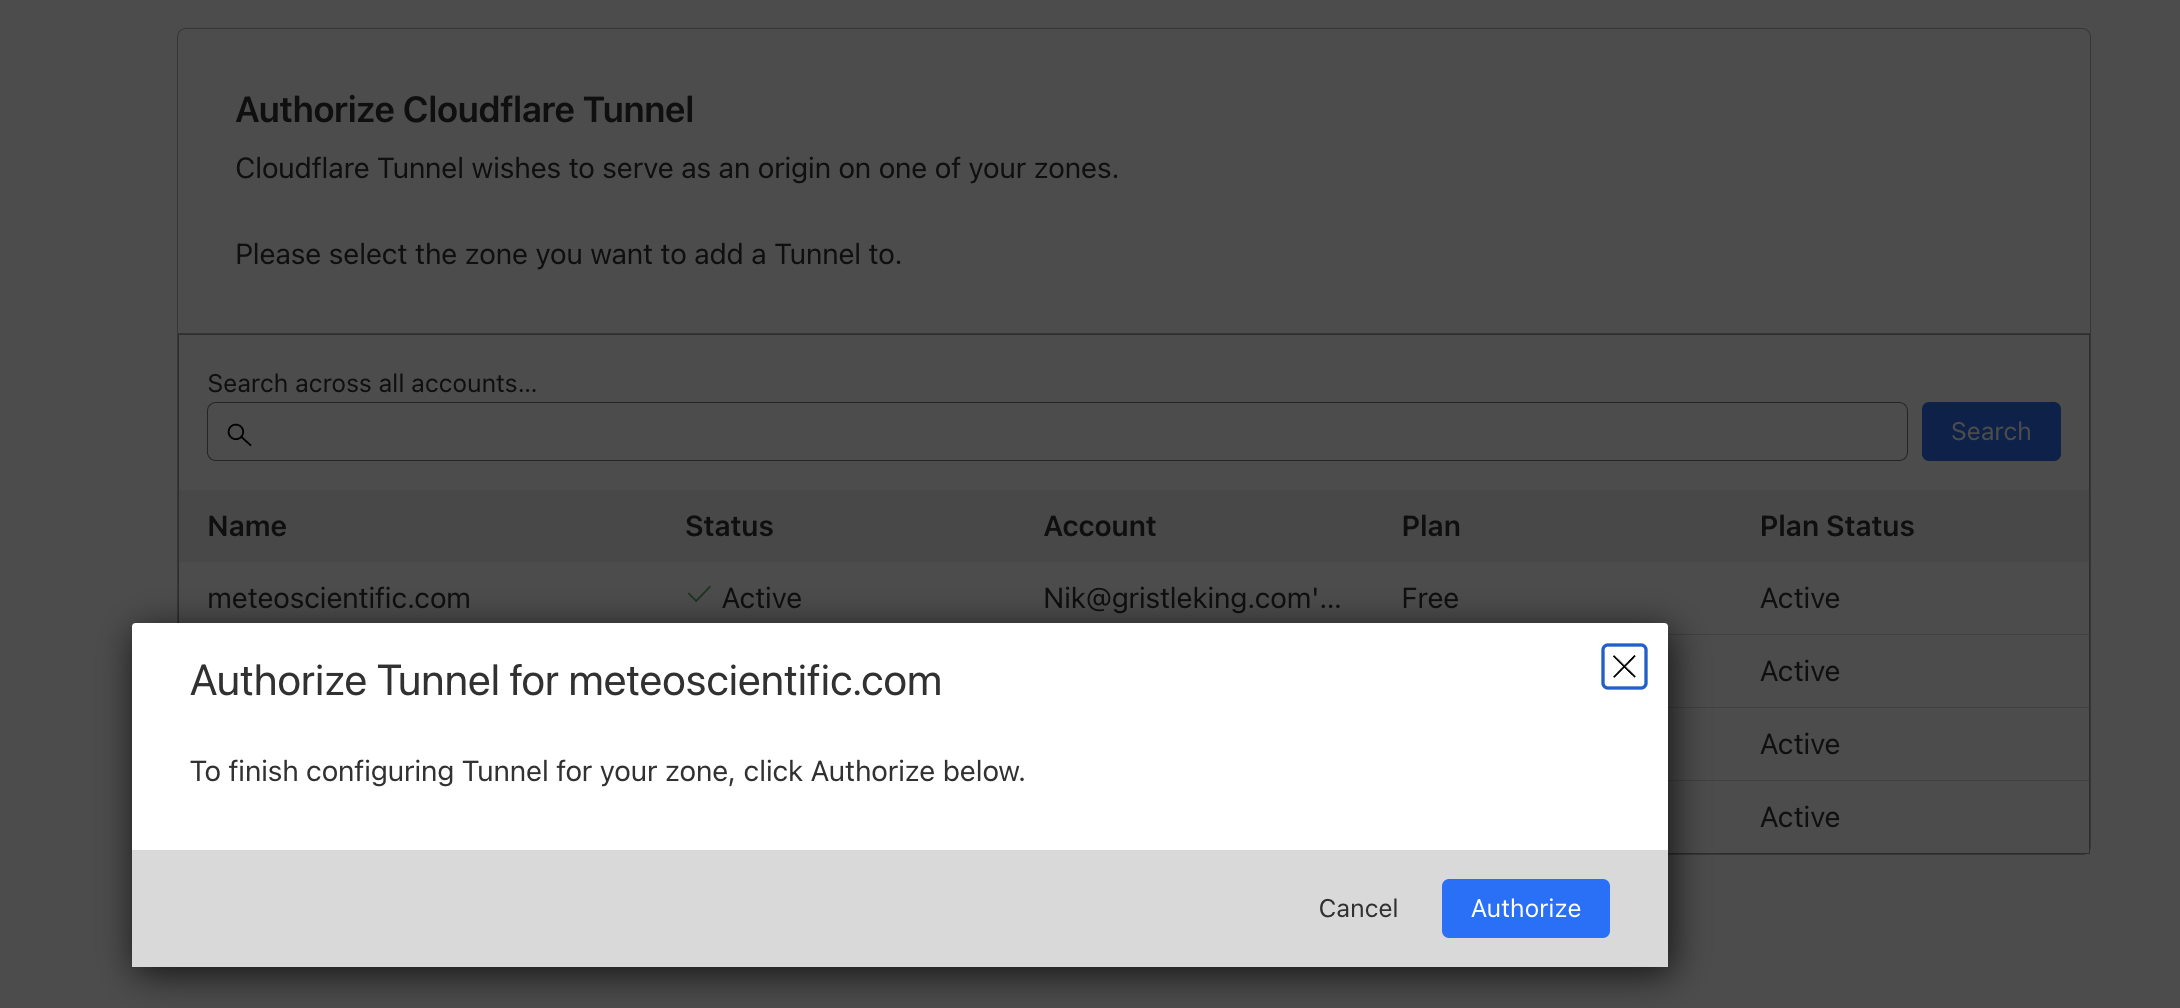 Authorize Cloudflare Tunnel
Cloudflare Tunnel wishes to serve as an origin on one of your zones.
Please select the zone you want to add a Tunnel to.
Search across all accounts...
Search
Name Status Account Plan Plan Status
meteoscientific.com Active Nik@gristleking.com'... Free Active
Active
Active
Active
Authorize Tunnel for meteoscientific.com
To finish configuring Tunnel for your zone, click Authorize below.
Cancel Authorize